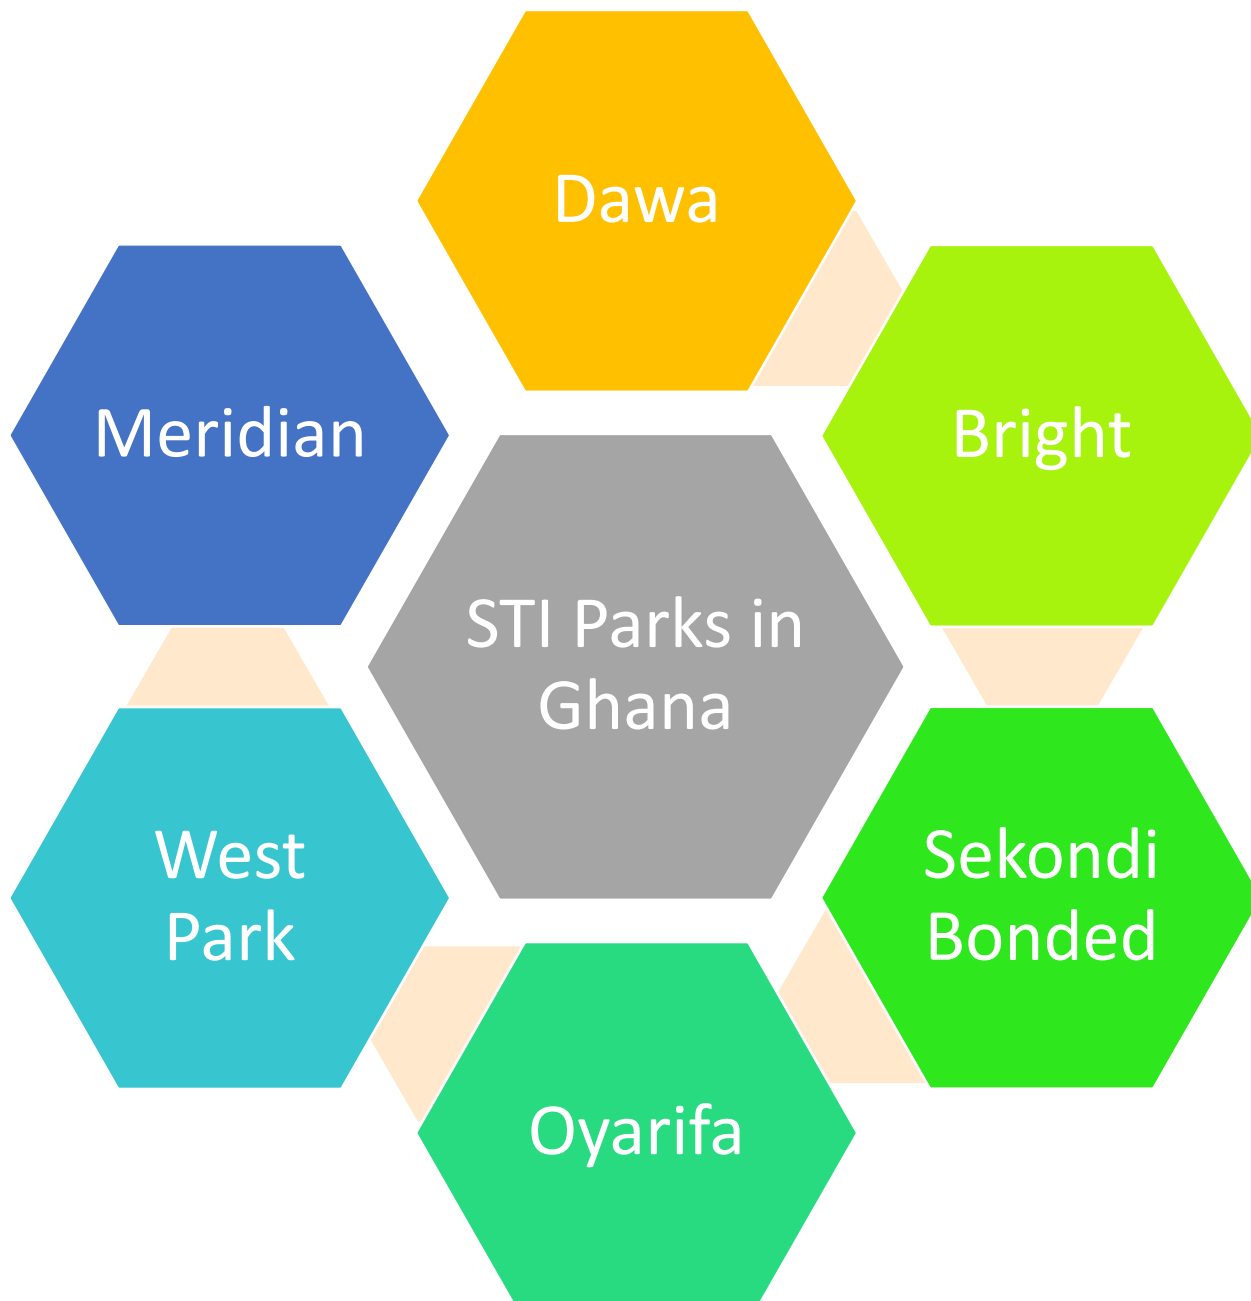 Dawa
Meridian
Bright
STI Parks in
Ghana
West
Park
Sekondi
Bonded
Oyarifa